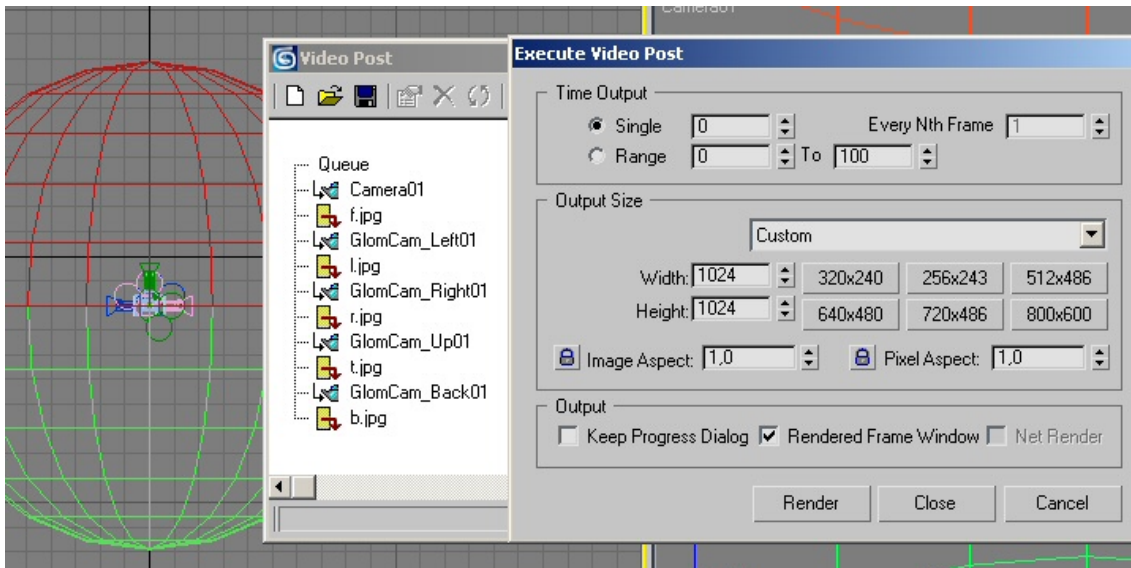 Camera01
Video Post
Queue
Camera01
f.jpg
GlomCam_Left01
l.jpg
GlomCam_Right01
r.jpg
GlomCam_Up01
t.jpg
GlomCam_Back01
b.jpg
Execute Video Post
Time Output
Single 0 Every Nth Frame 1
Range 0 To 100
Output Size
Custom
Width: 1024 320x240 256x243 512x486
Height: 1024 640x480 720x486 800x600
Image Aspect: 1,0 Pixel Aspect: 1,0
Output
Keep Progress Dialog Rendered Frame Window Net Render
Render Close Cancel